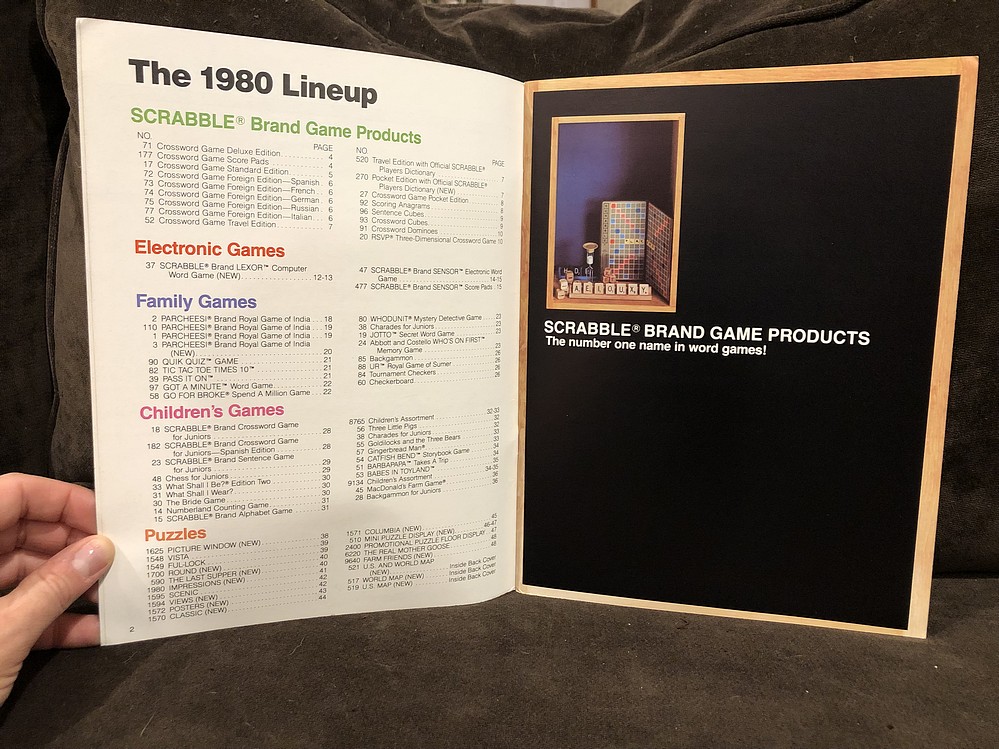 The 1980 Lineup
SCRABBLE® Brand Game Products
NO. PAGE
71 Crossword Game Deluxe Edition 4
177 Crossword Game Score Pads 4
17 Crossword Game Standard Edition 5
72 Crossword Game Foreign Edition—Spanish 6
73 Crossword Game Foreign Edition—French 6
74 Crossword Game Foreign Edition—German 6
75 Crossword Game Foreign Edition—Russian 6
77 Crossword Game Foreign Edition—Italian 6
52 Crossword Game Travel Edition 7
NO. PAGE
520 Travel Edition with Official SCRABBLE®
Players Dictionary 7
270 Pocket Edition with Official SCRABBLE®
Players Dictionary (NEW) 7
27 Crossword Game Pocket Edition 8
92 Scoring Anagrams 8
96 Sentence Cubes 9
93 Crossword Cubes 9
91 Crossword Dominoes 10
20 RSVP® Three-Dimensional Crossword Game 10
Electronic Games
37 SCRABBLE® Brand LEXOR™ Computer
Word Game (NEW) 12-13
47 SCRABBLE® Brand SENSOR™ Electronic Word
Game 14-15
477 SCRABBLE® Brand SENSOR™ Score Pads 15
Family Games
2 PARCHEESI® Brand Royal Game of India 18
110 PARCHEESI® Brand Royal Game of India 19
1 PARCHEESI® Brand Royal Game of India 19
3 PARCHEESI® Brand Royal Game of India
(NEW) 20
90 QUIK QUIZ™ GAME 21
82 TIC TAC TOE TIMES 10™ 21
39 PASS IT ON™ 21
97 GOT A MINUTE™ Word Game 22
58 GO FOR BROKE® Spend A Million Game 22
80 WHODUNIT® Mystery Detective Game 23
38 Charades for Juniors 23
19 JOTTO™ Secret Word Game 23
24 Abbott and Costello WHO'S ON FIRST™
Memory Game 23
85 Backgammon 26
88 UR™ Royal Game of Sumer 26
84 Tournament Checkers 26
60 Checkerboard 26
Children's Games
18 SCRABBLE® Brand Crossword Game
for Juniors 28
182 SCRABBLE® Brand Crossword Game
for Juniors—Spanish Edition 28
23 SCRABBLE® Brand Sentence Game
for Juniors 29
48 Chess for Juniors 29
33 What Shall I Be?® Edition Two 30
31 What Shall I Wear? 30
30 The Bride Game 30
14 Numberland Counting Game 31
15 SCRABBLE® Brand Alphabet Game 31
8765 Children's Assortment 32-33
56 Three Little Pigs 32
38 Charades for Juniors 32
55 Goldilocks and the Three Bears 33
57 Gingerbread Man® 33
54 CATFISH BEND™ Storybook Game 34
51 BARBAPAPA™ Takes A Trip 34
53 BABES IN TOYLAND™ 35
9134 Children's Assortment 34-35
45 MacDonald's Farm Game® 36
28 Backgammon for Juniors 36
Puzzles
1625 PICTURE WINDOW (NEW) 38
1548 VISTA 39
1549 FUL-LOCK 39
1700 ROUND (NEW) 40
590 THE LAST SUPPER (NEW) 40
1980 IMPRESSIONS (NEW) 41
1595 SCENIC 42
1594 VIEWS (NEW) 42
1572 POSTERS (NEW) 43
1570 CLASSIC (NEW) 44
1571 COLUMBIA (NEW) 45
510 MINI PUZZLE DISPLAY (NEW) 46-47
2400 PROMOTIONAL PUZZLE FLOOR DISPLAY 47
6220 THE REAL MOTHER GOOSE 48
9640 FARM FRIENDS (NEW) 48
521 U.S. AND WORLD MAP
(NEW) Inside Back Cover
517 WORLD MAP (NEW) Inside Back Cover
519 U.S. MAP (NEW) Inside Back Cover
2
SCRABBLE® BRAND GAME PRODUCTS
The number one name in word games!